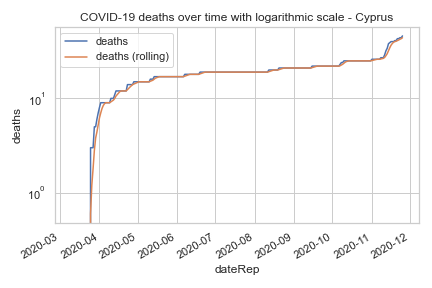 COVID-19 deaths over time with logarithmic scale - Cyprus
deaths
deaths (rolling)
deaths
10¹
10⁰
2020-03
2020-04
2020-05
2020-06
2020-07
2020-08
2020-09
2020-10
2020-11
2020-12
dateRep